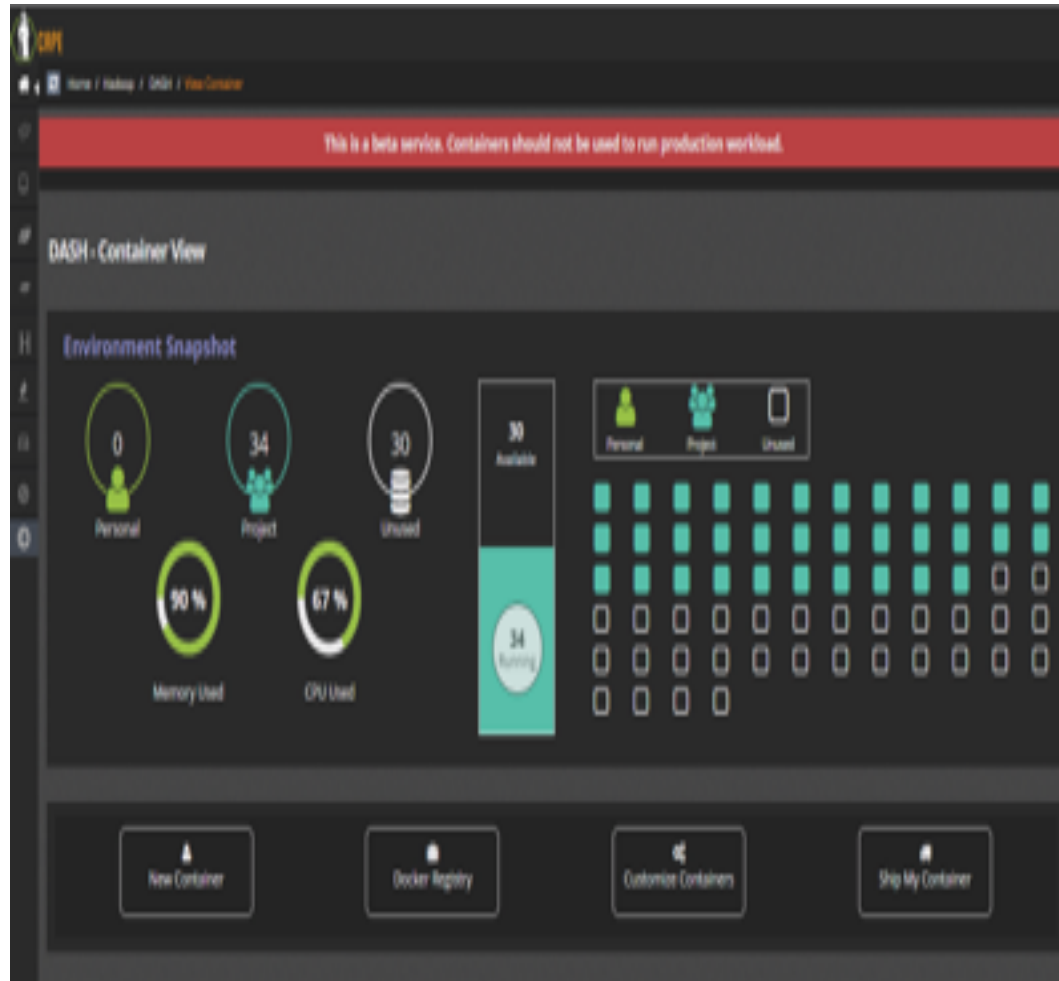 CRPE
Home / Hadoop / DASH / View Container
This is a beta service. Containers should not be used to run production workload.
DASH - Container View
Environment Snapshot
0
Personal
34
Project
30
Unused
90 %
Memory Used
67 %
CPU Used
30
Available
34
Running
Personal Project Unused
New Container
Docker Registry
Customize Containers
Ship My Container